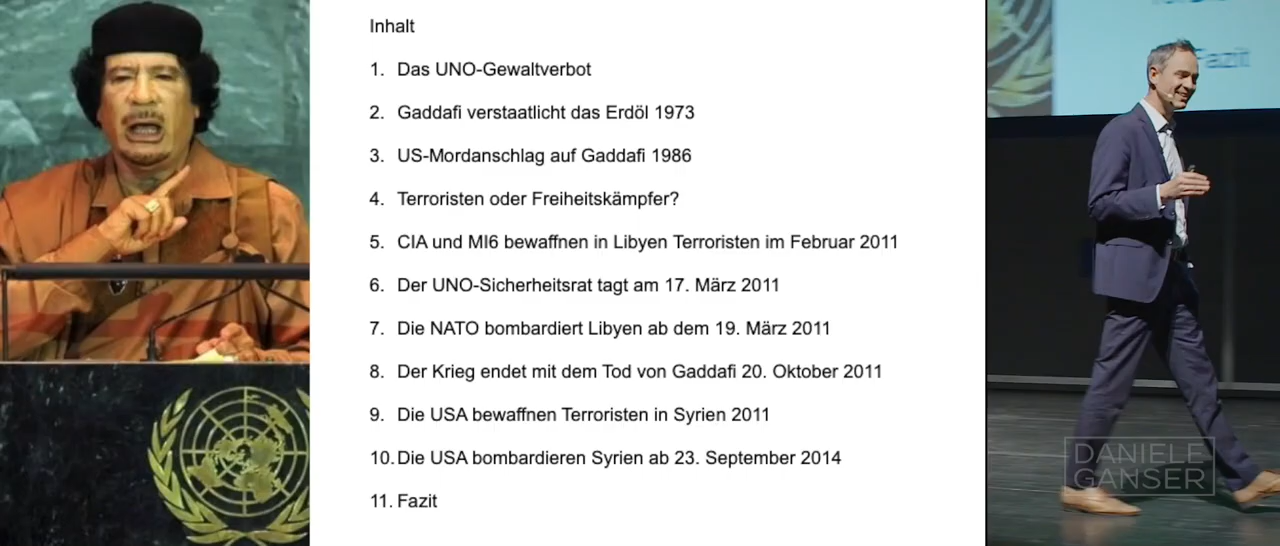 Inhalt
1. Das UNO-Gewaltverbot
2. Gaddafi verstaatlicht das Erdöl 1973
3. US-Mordanschlag auf Gaddafi 1986
4. Terroristen oder Freiheitskämpfer?
5. CIA und MI6 bewaffnen in Libyen Terroristen im Februar 2011
6. Der UNO-Sicherheitsrat tagt am 17. März 2011
7. Die NATO bombardiert Libyen ab dem 19. März 2011
8. Der Krieg endet mit dem Tod von Gaddafi 20. Oktober 2011
9. Die USA bewaffnen Terroristen in Syrien 2011
10. Die USA bombardieren Syrien ab 23. September 2014
11. Fazit
Fazit
DANIELE
GANSER